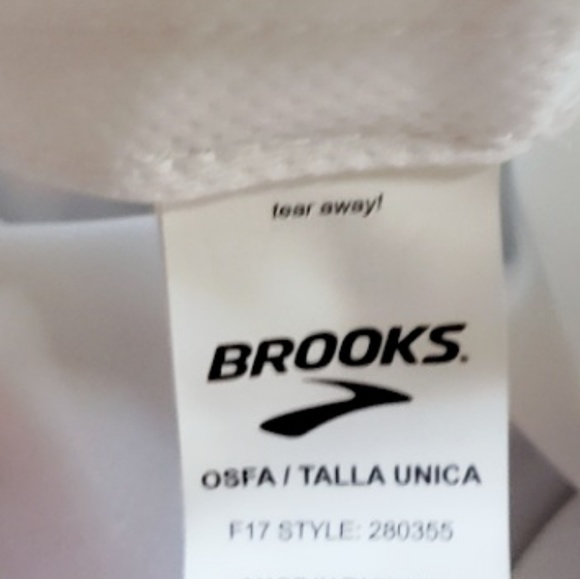 tear away!
BROOKS.
OSFA / TALLA UNICA
F17 STYLE: 280355